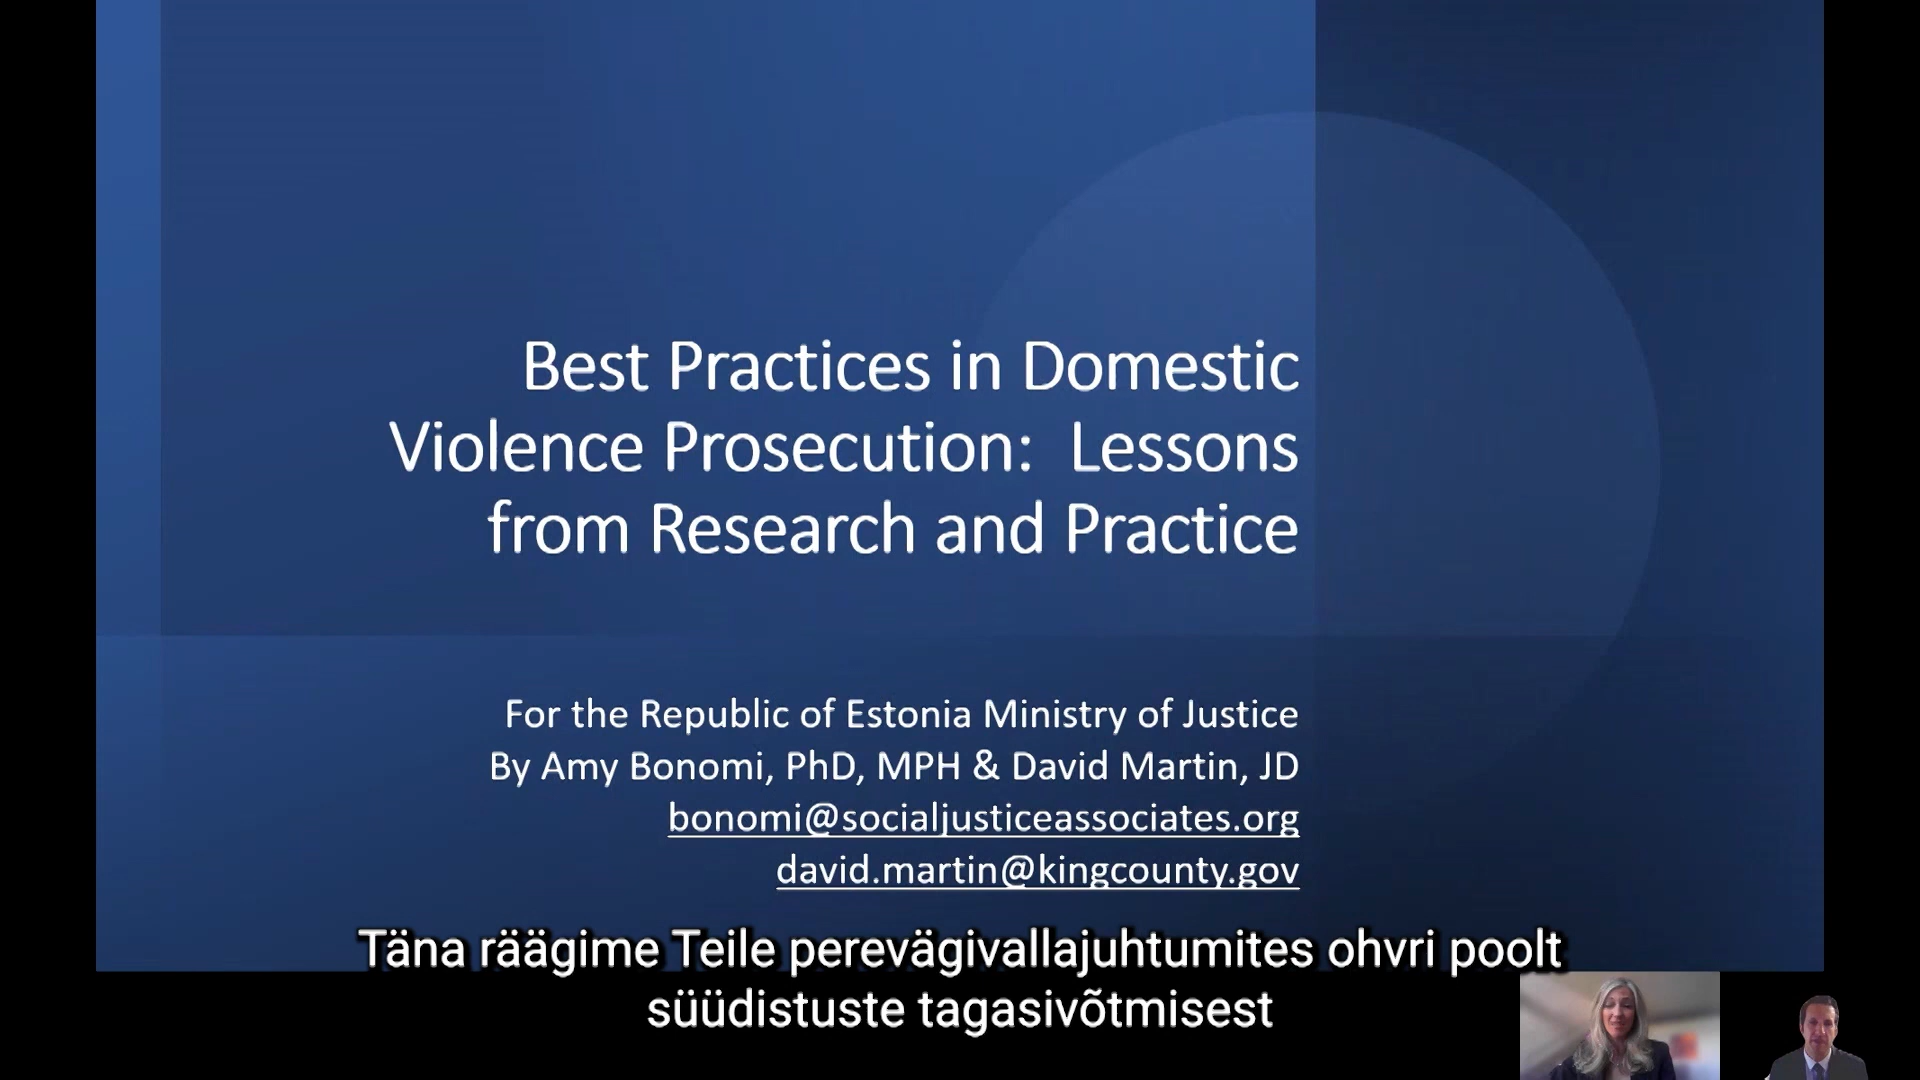 Best Practices in Domestic
Violence Prosecution:  Lessons
from Research and Practice
For the Republic of Estonia Ministry of Justice
By Amy Bonomi, PhD, MPH & David Martin, JD
bonomi@socialjusticeassociates.org
david.martin@kingcounty.gov
Täna räägime Teile perevägivallajuhtumites ohvri poolt
süüdistuste tagasivõtmisest